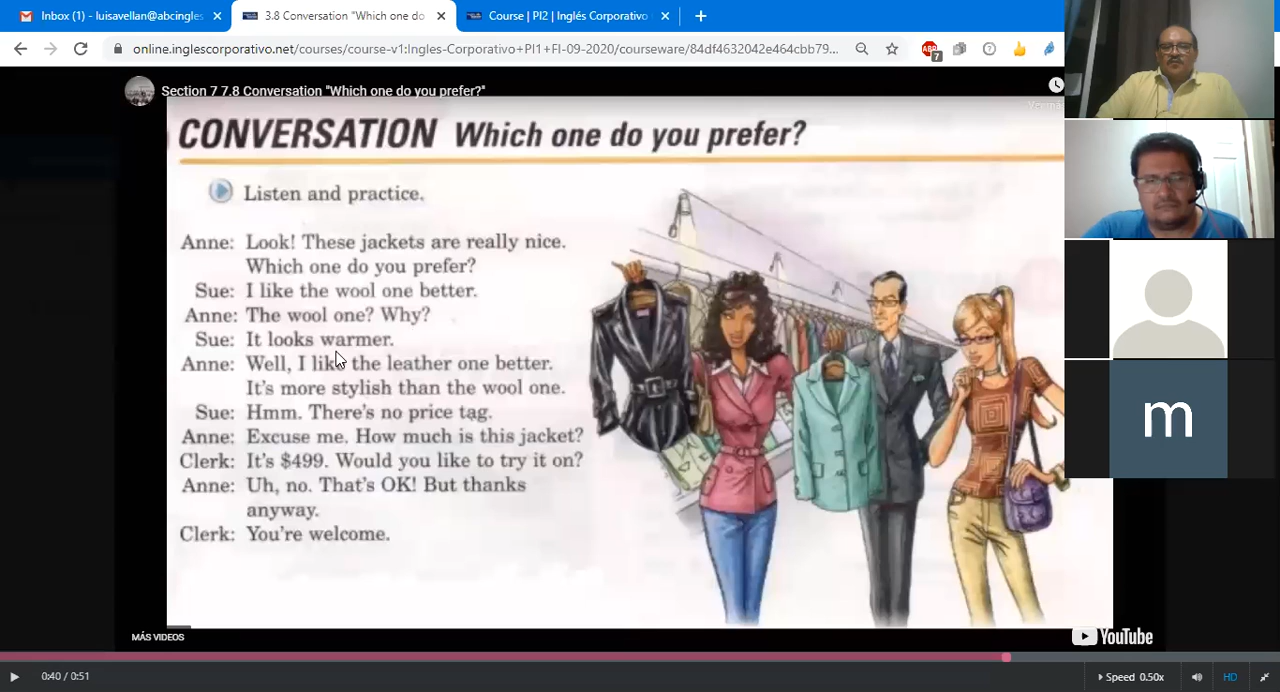 Inbox (1) - luisavellan@abcingles
3.8 Conversation "Which one do
Course | PI2 | Inglés Corporativo
online.inglescorporativo.net/courses/course-v1:Ingles-Corporativo+PI1+FI-09-2020/courseware/84df4632042e464cbb79...
ABP
7
Section 7 7.8 Conversation "Which one do you prefer?"
CONVERSATION Which one do you prefer?
Listen and practice.
Anne: Look! These jackets are really nice.
Which one do you prefer?
Sue: I like the wool one better.
Anne: The wool one? Why?
Sue: It looks warmer.
Anne: Well, I like the leather one better.
It's more stylish than the wool one.
Sue: Hmm. There's no price tag.
Anne: Excuse me. How much is this jacket?
Clerk: It's $499. Would you like to try it on?
Anne: Uh, no. That's OK! But thanks
anyway.
Clerk: You're welcome.
m
MÁS VIDEOS
YouTube
0:40 / 0:51
Speed 0.50x
HD